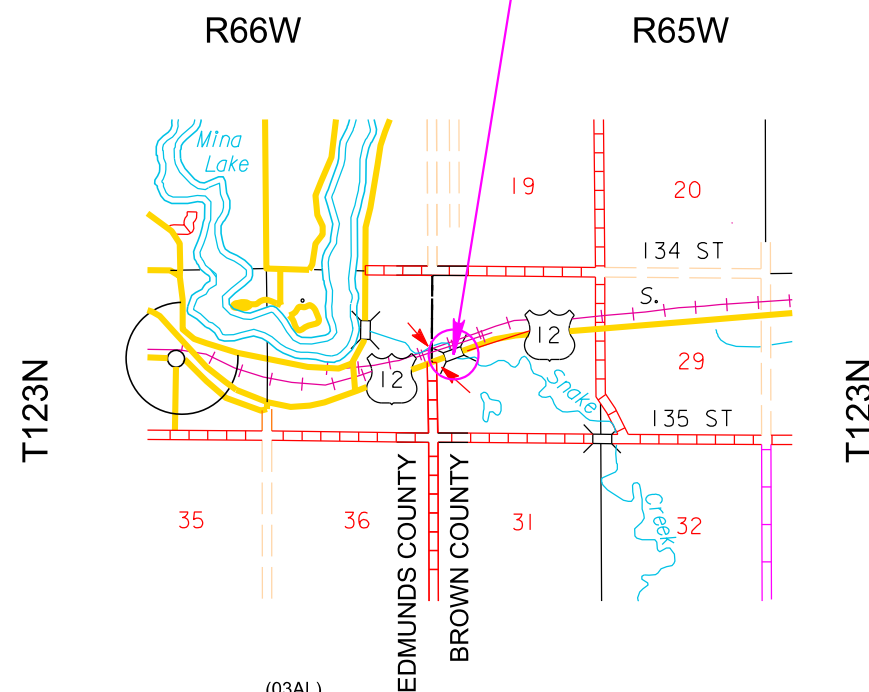 R66W
R65W
Mina
Lake
19
20
134 ST
S.
12
12
29
T123N
T123N
Snake
135 ST
35
36
31
32
Creek
EDMUNDS COUNTY
BROWN COUNTY
(03AL)